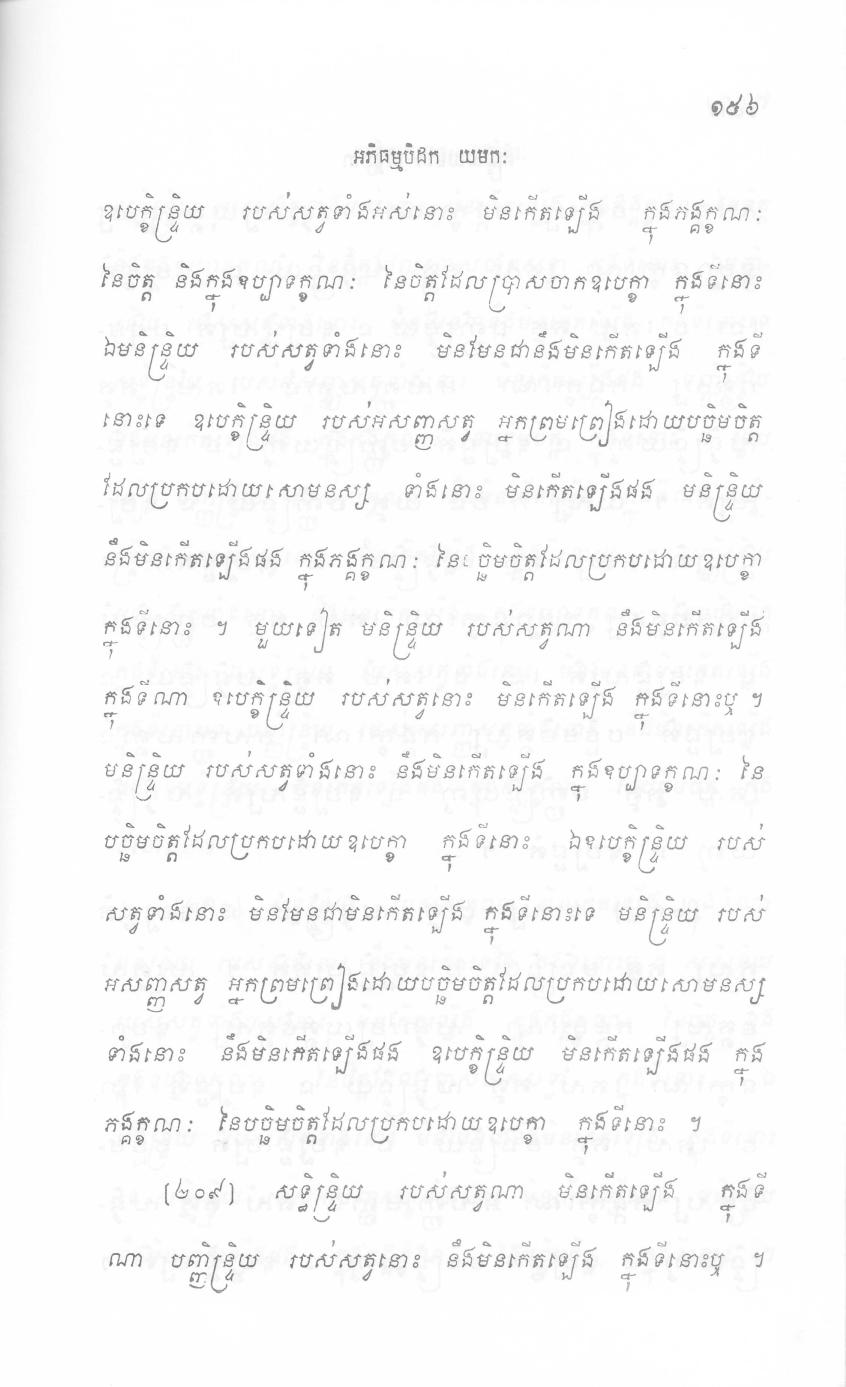 ១៥៦
អភិធម្មបិដក យមកៈ
ឧបេក្ខិន្ទ្រិយ របស់សត្វទាំងអស់នោះ មិនកើតឡើង ក្នុងភង្គក្ខណៈ
នៃចិត្ត និងក្នុងឧប្បាទក្ខណៈ នៃចិត្តដែលប្រាសចាកឧបេក្ខា ក្នុងទីនោះ
ឯមនិន្ទ្រិយ របស់សត្វទាំងនោះ មិនមែនជានឹងមិនកើតឡើង ក្នុងទី
នោះទេ ឧបេក្ខិន្ទ្រិយ របស់អសញ្ញសត្វ អ្នកព្រមព្រៀងដោយបច្ឆិមចិត្ត
ដែលប្រកបដោយសោមនស្ស ទាំងនោះ មិនកើតឡើងផង មនិន្ទ្រិយ
នឹងមិនកើតឡើងផង ក្នុងភង្គក្ខណៈ នៃ ច្ឆិមចិត្តដែលប្រកបដោយឧបេក្ខា
ក្នុងទីនោះ ។ មួយទៀត មនិន្ទ្រិយ របស់សត្វណា នឹងមិនកើតឡើង
ក្នុងទីណា ឧបេក្ខិន្ទ្រិយ របស់សត្វនោះ មិនកើតឡើង ក្នុងទីនោះឬ ។
មនិន្ទ្រិយ របស់សត្វទាំងនោះ នឹងមិនកើតឡើង ក្នុងឧប្បាទក្ខណៈ នៃ
បច្ឆិមចិត្តដែលប្រកបដោយឧបេក្ខា ក្នុងទីនោះ ឯឧបេក្ខិន្ទ្រិយ របស់
សត្វទាំងនោះ មិនមែនជាមិនកើតឡើង ក្នុងទីនោះទេ មនិន្ទ្រិយ របស់
អសញ្ញសត្វ អ្នកព្រមព្រៀងដោយបច្ឆិមចិត្តដែលប្រកបដោយសោមនស្ស
ទាំងនោះ នឹងមិនកើតឡើងផង ឧបេក្ខិន្ទ្រិយ មិនកើតឡើងផង ក្នុង
ភង្គក្ខណៈ នៃបច្ឆិមចិត្តដែលប្រកបដោយឧបេក្ខា ក្នុងទីនោះ ។
[២០៩] សទ្ធិន្ទ្រិយ របស់សត្វណា មិនកើតឡើង ក្នុងទី
ណា បញ្ញិន្ទ្រិយ របស់សត្វនោះ នឹងមិនកើតឡើង ក្នុងទីនោះឬ ។